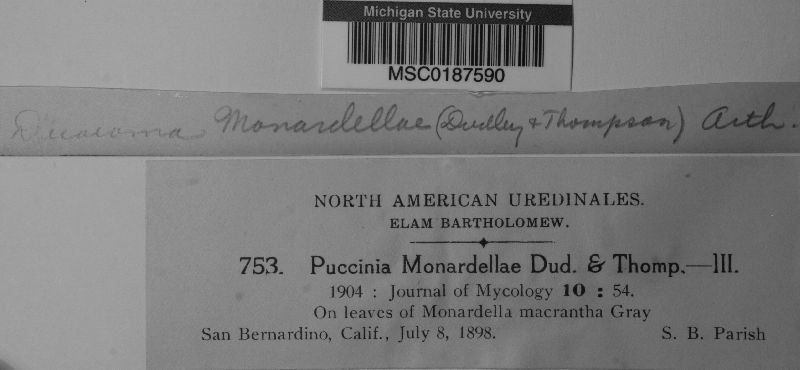 Michigan State University
MSC0187590
Dicaeoma Monardellae (Dudley & Thompson) Arth.
NORTH AMERICAN UREDINALES.
ELAM BARTHOLOMEW.
753. Puccinia Monardellae Dud. & Thomp.—III.
1904 : Journal of Mycology 10 : 54.
On leaves of Monardella macrantha Gray
San Bernardino, Calif., July 8, 1898. S. B. Parish